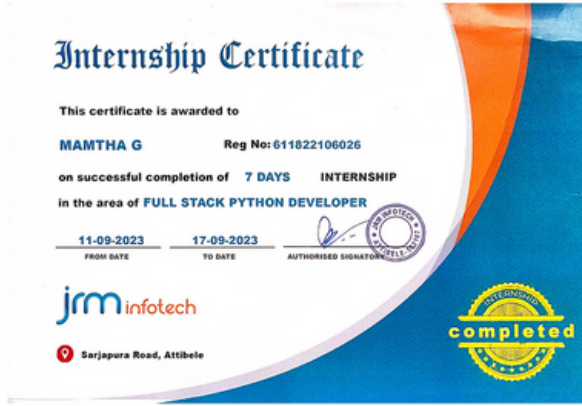 Internship Certificate
This certificate is awarded to
MAMTHA G Reg No: 611822106026
on successful completion of 7 DAYS INTERNSHIP
in the area of FULL STACK PYTHON DEVELOPER
11-09-2023 17-09-2023
FROM DATE TO DATE AUTHORISED SIGNATORY
JRM INFOTECH
jrm infotech
Sarjapura Road, Attibele
INTERNSHIP
completed